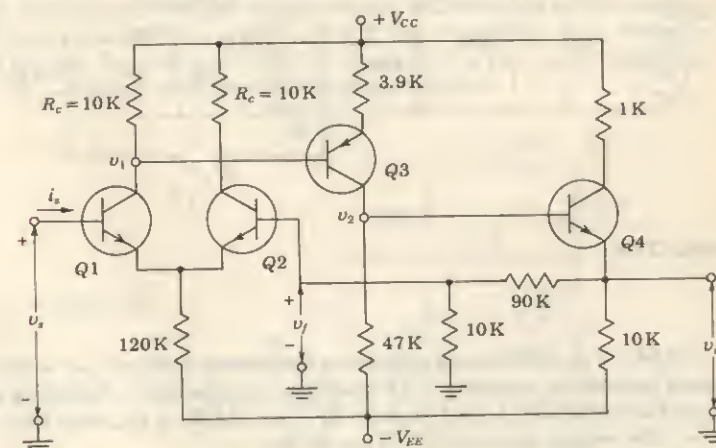 + V_CC
R_c = 10K
R_c = 10K
3.9K
1K
v_1
Q3
i_s
v_2
+
Q1
Q2
Q4
+
90K
v_s
120K
v_f
-
47K
10K
10K
-
- V_EE